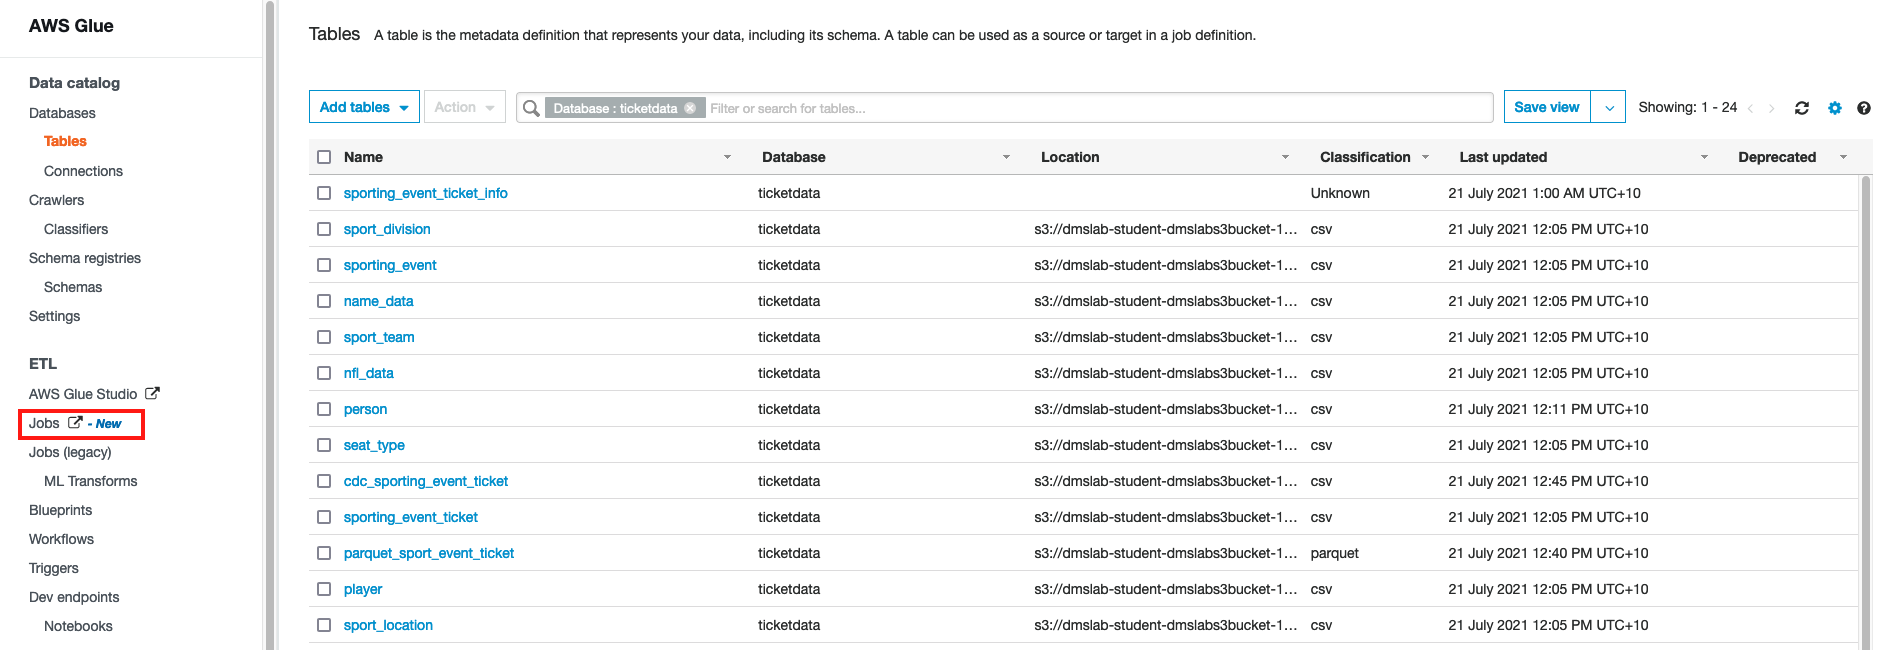 AWS Glue
Data catalog
Databases
Tables
Connections
Crawlers
Classifiers
Schema registries
Schemas
Settings
ETL
AWS Glue Studio
Jobs - New
Jobs (legacy)
ML Transforms
Blueprints
Workflows
Triggers
Dev endpoints
Notebooks
Tables A table is the metadata definition that represents your data, including its schema. A table can be used as a source or target in a job definition.
Add tables Action Database : ticketdata Filter or search for tables... Save view Showing: 1 - 24
Name Database Location Classification Last updated Deprecated
sporting_event_ticket_info ticketdata Unknown 21 July 2021 1:00 AM UTC+10
sport_division ticketdata s3://dmslab-student-dmslabs3bucket-1... csv 21 July 2021 12:05 PM UTC+10
sporting_event ticketdata s3://dmslab-student-dmslabs3bucket-1... csv 21 July 2021 12:05 PM UTC+10
name_data ticketdata s3://dmslab-student-dmslabs3bucket-1... csv 21 July 2021 12:05 PM UTC+10
sport_team ticketdata s3://dmslab-student-dmslabs3bucket-1... csv 21 July 2021 12:05 PM UTC+10
nfl_data ticketdata s3://dmslab-student-dmslabs3bucket-1... csv 21 July 2021 12:05 PM UTC+10
person ticketdata s3://dmslab-student-dmslabs3bucket-1... csv 21 July 2021 12:11 PM UTC+10
seat_type ticketdata s3://dmslab-student-dmslabs3bucket-1... csv 21 July 2021 12:05 PM UTC+10
cdc_sporting_event_ticket ticketdata s3://dmslab-student-dmslabs3bucket-1... csv 21 July 2021 12:45 PM UTC+10
sporting_event_ticket ticketdata s3://dmslab-student-dmslabs3bucket-1... csv 21 July 2021 12:05 PM UTC+10
parquet_sport_event_ticket ticketdata s3://dmslab-student-dmslabs3bucket-1... parquet 21 July 2021 12:40 PM UTC+10
player ticketdata s3://dmslab-student-dmslabs3bucket-1... csv 21 July 2021 12:05 PM UTC+10
sport_location ticketdata s3://dmslab-student-dmslabs3bucket-1... csv 21 July 2021 12:05 PM UTC+10